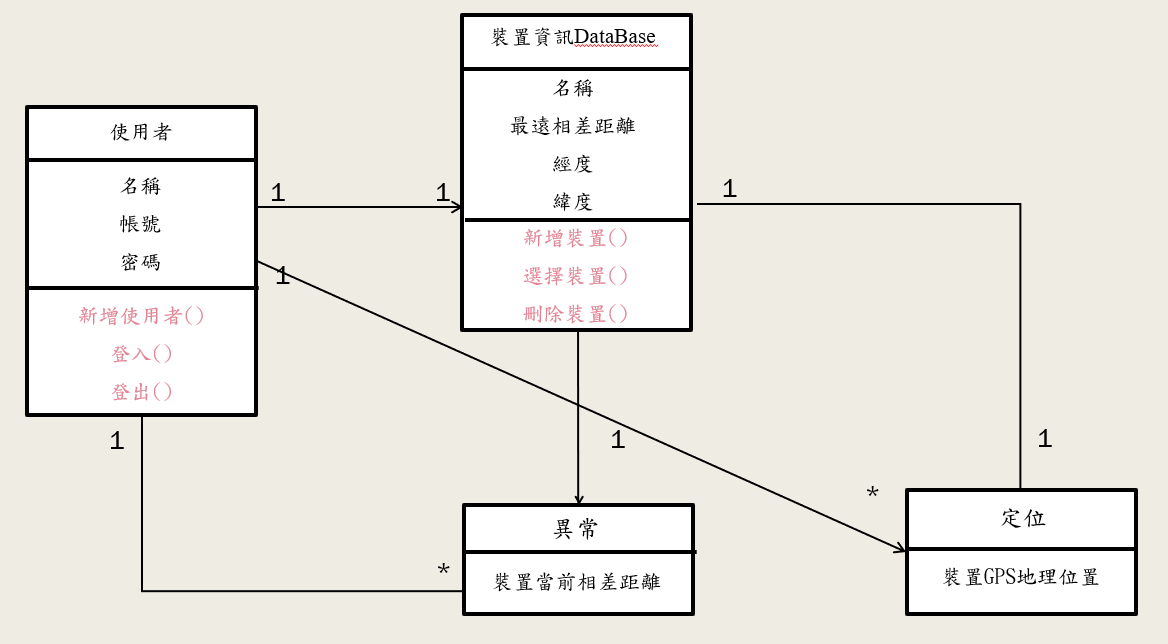 裝置資訊DataBase
名稱
最遠相差距離
經度
緯度
新增裝置()
選擇裝置()
刪除裝置()
使用者
名稱
帳號
密碼
新增使用者()
登入()
登出()
1
1
1
1
1
1
1
*
*
異常
裝置當前相差距離
定位
裝置GPS地理位置